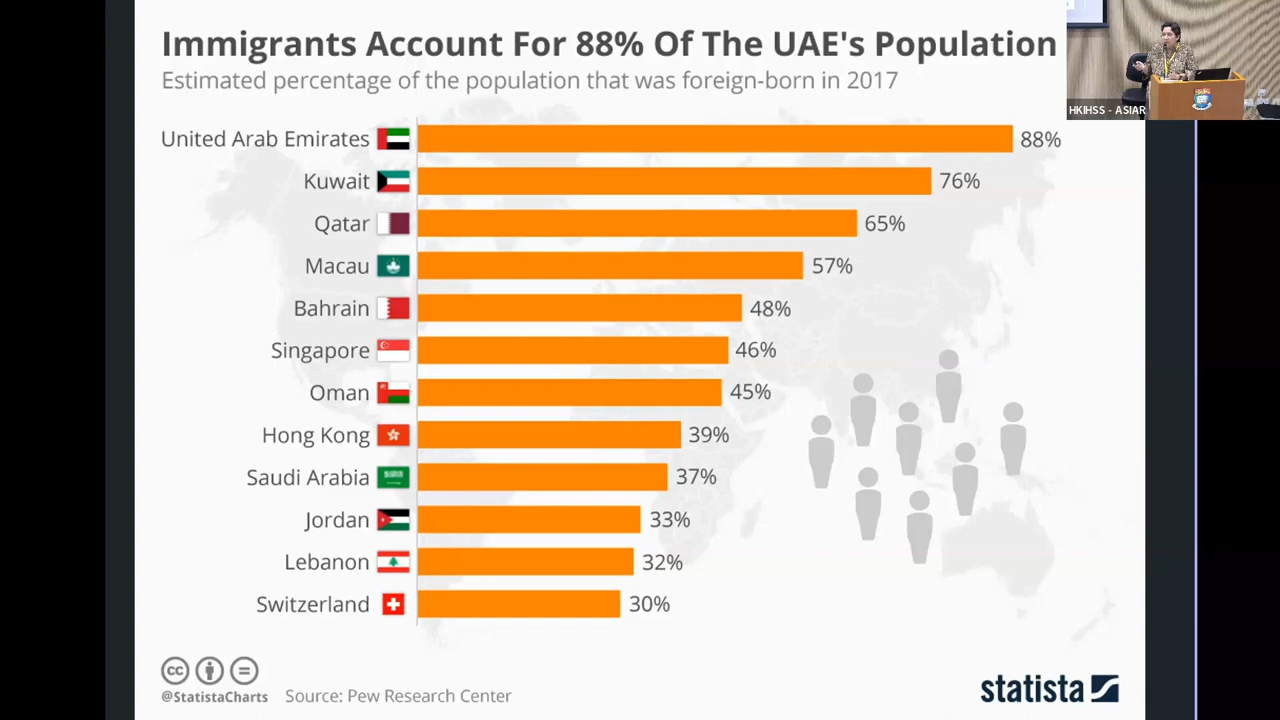 Immigrants Account For 88% Of The UAE's Population
Estimated percentage of the population that was foreign-born in 2017
HKIHSS - ASIAR
United Arab Emirates 88%
Kuwait 76%
Qatar 65%
Macau 57%
Bahrain 48%
Singapore 46%
Oman 45%
Hong Kong 39%
Saudi Arabia 37%
Jordan 33%
Lebanon 32%
Switzerland 30%
cc
@StatistaCharts Source: Pew Research Center
statista